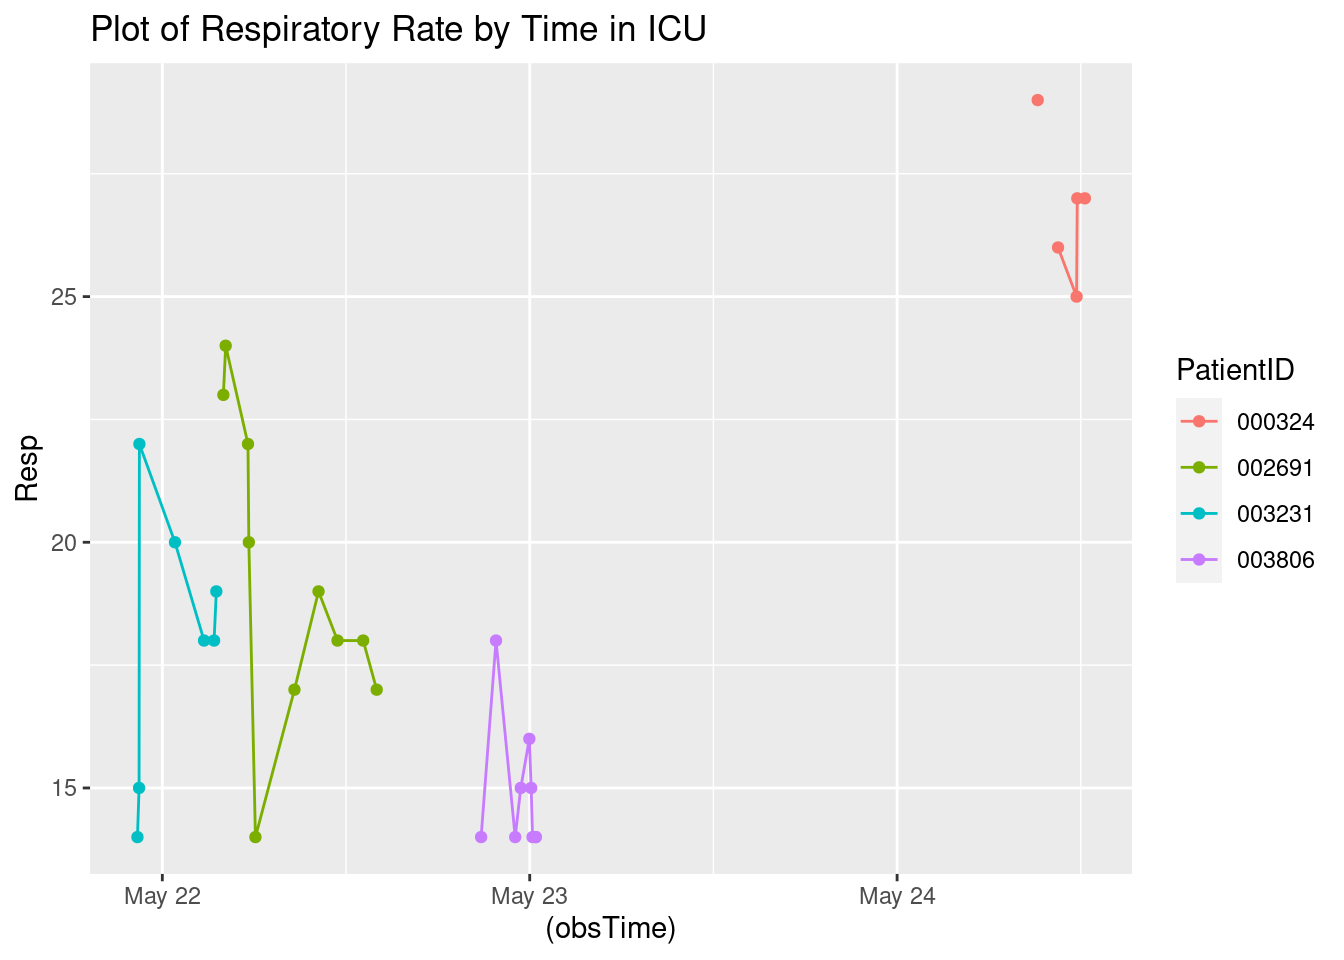 Plot of Respiratory Rate by Time in ICU
Resp
25
20
15
May 22
May 23
May 24
(obsTime)
PatientID
000324
002691
003231
003806